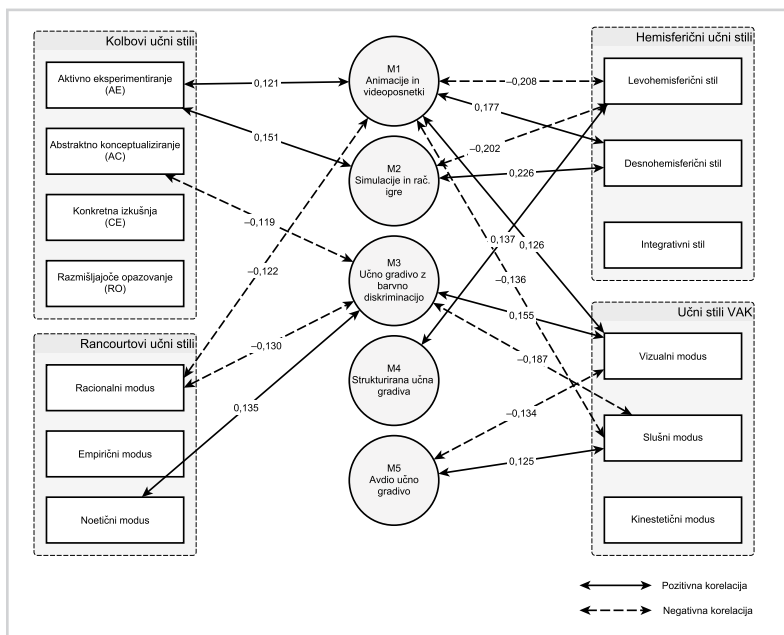 Kolbovi učni stili
Aktivno eksperimentiranje
(AE)
Abstraktno konceptualiziranje
(AC)
Konkretna izkušnja
(CE)
Razmišljajoče opazovanje
(RO)
Rancourtovi učni stili
Racionalni modus
Empirični modus
Noetični modus
M1
Animacije in
videoposnetki
M2
Simulacije in rač.
igre
M3
Učno gradivo z
barvno
diskriminacijo
M4
Strukturirana učna
gradiva
M5
Avdio učno
gradivo
Hemisferični učni stili
Levohemisferični stil
Desnohemisferični stil
Integrativni stil
Učni stili VAK
Vizualni modus
Slušni modus
Kinestetični modus
0,121
0,151
–0,119
–0,122
–0,130
0,135
–0,208
0,177
–0,202
0,226
0,137
0,126
–0,136
0,155
–0,187
–0,134
0,125
Pozitivna korelacija
Negativna korelacija